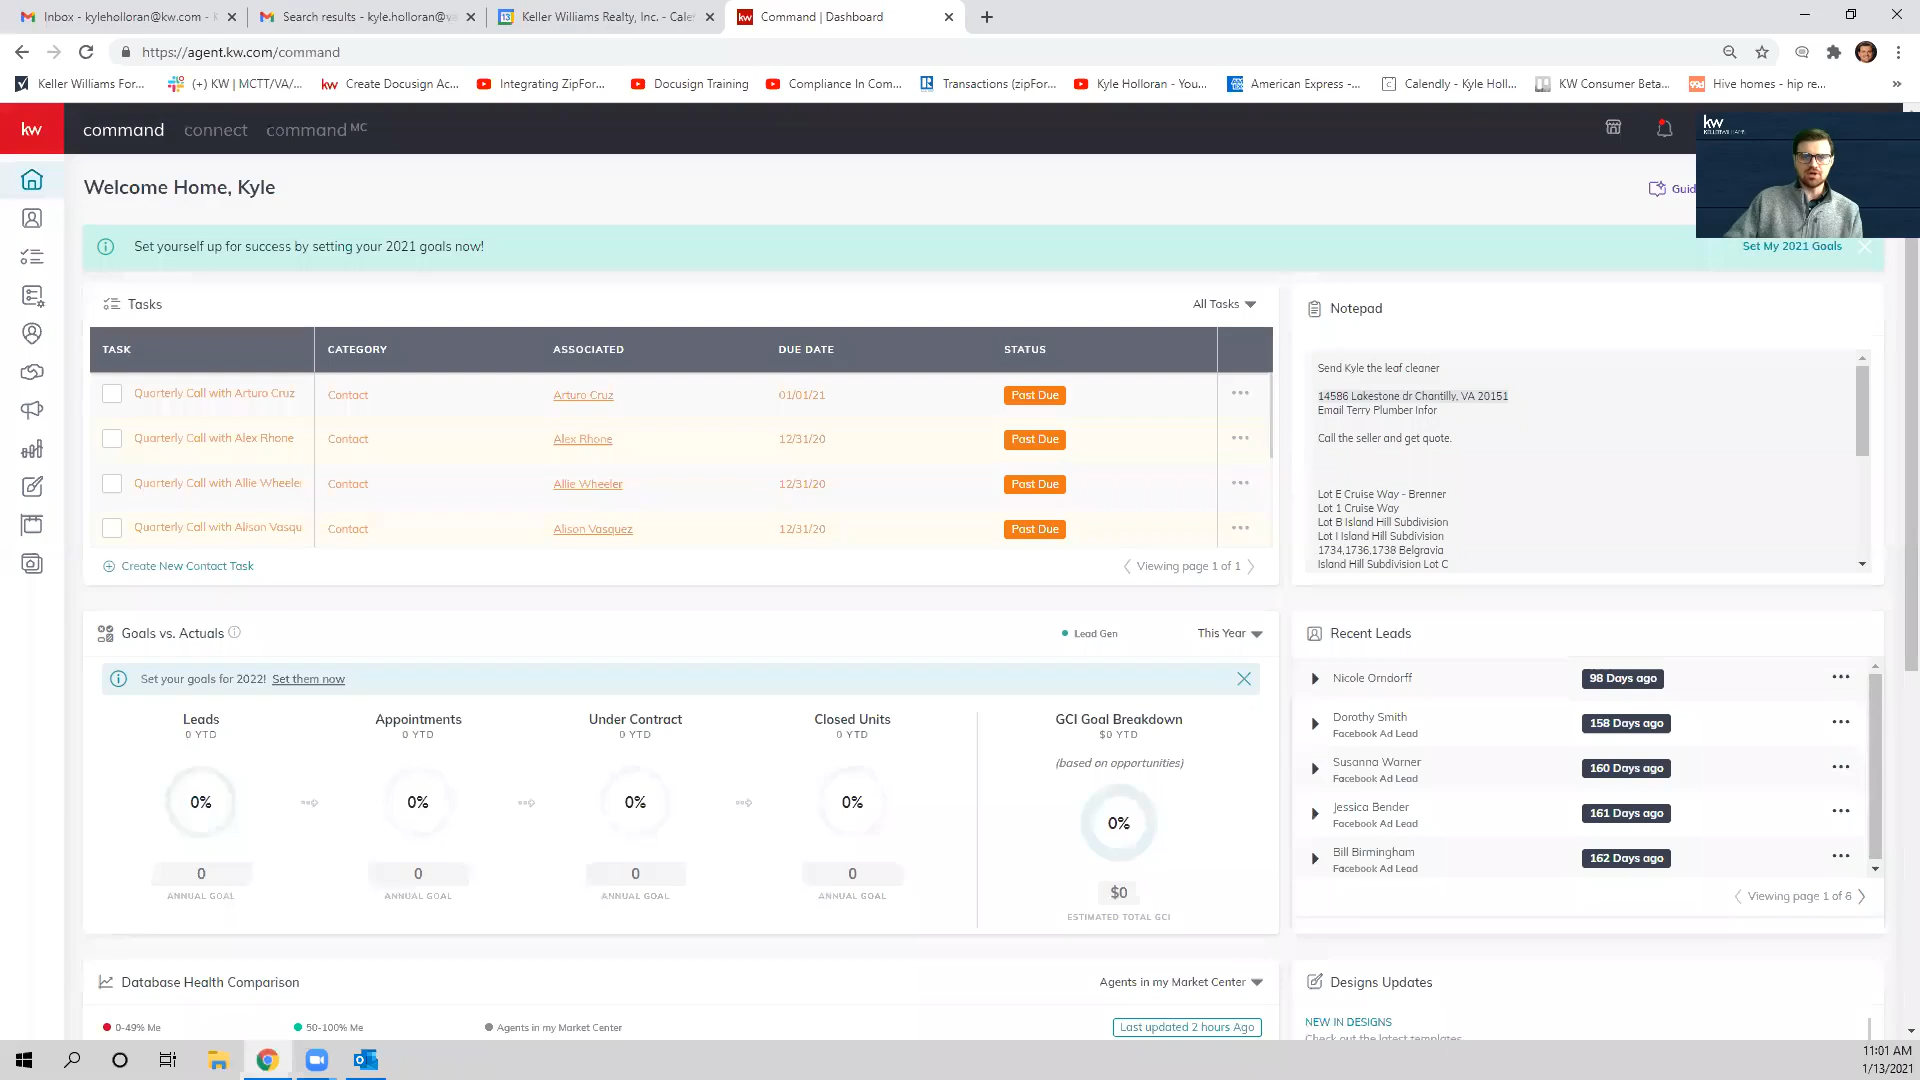 Inbox - kyleholloran@kw.com - K
Search results - kyle.holloran@va
Keller Williams Realty, Inc. - Cale
Command | Dashboard
https://agent.kw.com/command
Keller Williams For...
(+) KW | MCTT/VA/...
Create Docusign Ac...
Integrating ZipFor...
Docusign Training
Compliance In Com...
Transactions (zipFor...
Kyle Holloran - You...
American Express -...
Calendly - Kyle Holl...
KW Consumer Beta...
Hive homes - hip re...
kw
command
connect
command MC
kw
Welcome Home, Kyle
Guid
Set yourself up for success by setting your 2021 goals now!
Set My 2021 Goals
Tasks
All Tasks
TASK CATEGORY ASSOCIATED DUE DATE STATUS
Quarterly Call with Arturo Cruz Contact Arturo Cruz 01/01/21 Past Due
Quarterly Call with Alex Rhone Contact Alex Rhone 12/31/20 Past Due
Quarterly Call with Allie Wheeler Contact Allie Wheeler 12/31/20 Past Due
Quarterly Call with Alison Vasqu Contact Alison Vasquez 12/31/20 Past Due
Create New Contact Task
Viewing page 1 of 1
Notepad
Send Kyle the leaf cleaner
14586 Lakestone dr Chantilly, VA 20151
Email Terry Plumber Infor
Call the seller and get quote.
Lot E Cruise Way - Brenner
Lot 1 Cruise Way
Lot B Island Hill Subdivision
Lot I Island Hill Subdivision
1734,1736,1738 Belgravia
Island Hill Subdivision Lot C
Goals vs. Actuals
Lead Gen
This Year
Set your goals for 2022! Set them now
Leads Appointments Under Contract Closed Units GCI Goal Breakdown
0 YTD 0 YTD 0 YTD 0 YTD $0 YTD
(based on opportunities)
0% 0% 0% 0% 0%
0 0 0 0 $0
ANNUAL GOAL ANNUAL GOAL ANNUAL GOAL ANNUAL GOAL ESTIMATED TOTAL GCI
Recent Leads
Nicole Orndorff 98 Days ago
Dorothy Smith
Facebook Ad Lead
158 Days ago
Susanna Warner
Facebook Ad Lead
160 Days ago
Jessica Bender
Facebook Ad Lead
161 Days ago
Bill Birmingham
Facebook Ad Lead
162 Days ago
Viewing page 1 of 6
Database Health Comparison
Agents in my Market Center
0-49% Me
50-100% Me
Agents in my Market Center
Last updated 2 hours Ago
Designs Updates
NEW IN DESIGNS
Check out the latest templates
11:01 AM
1/13/2021